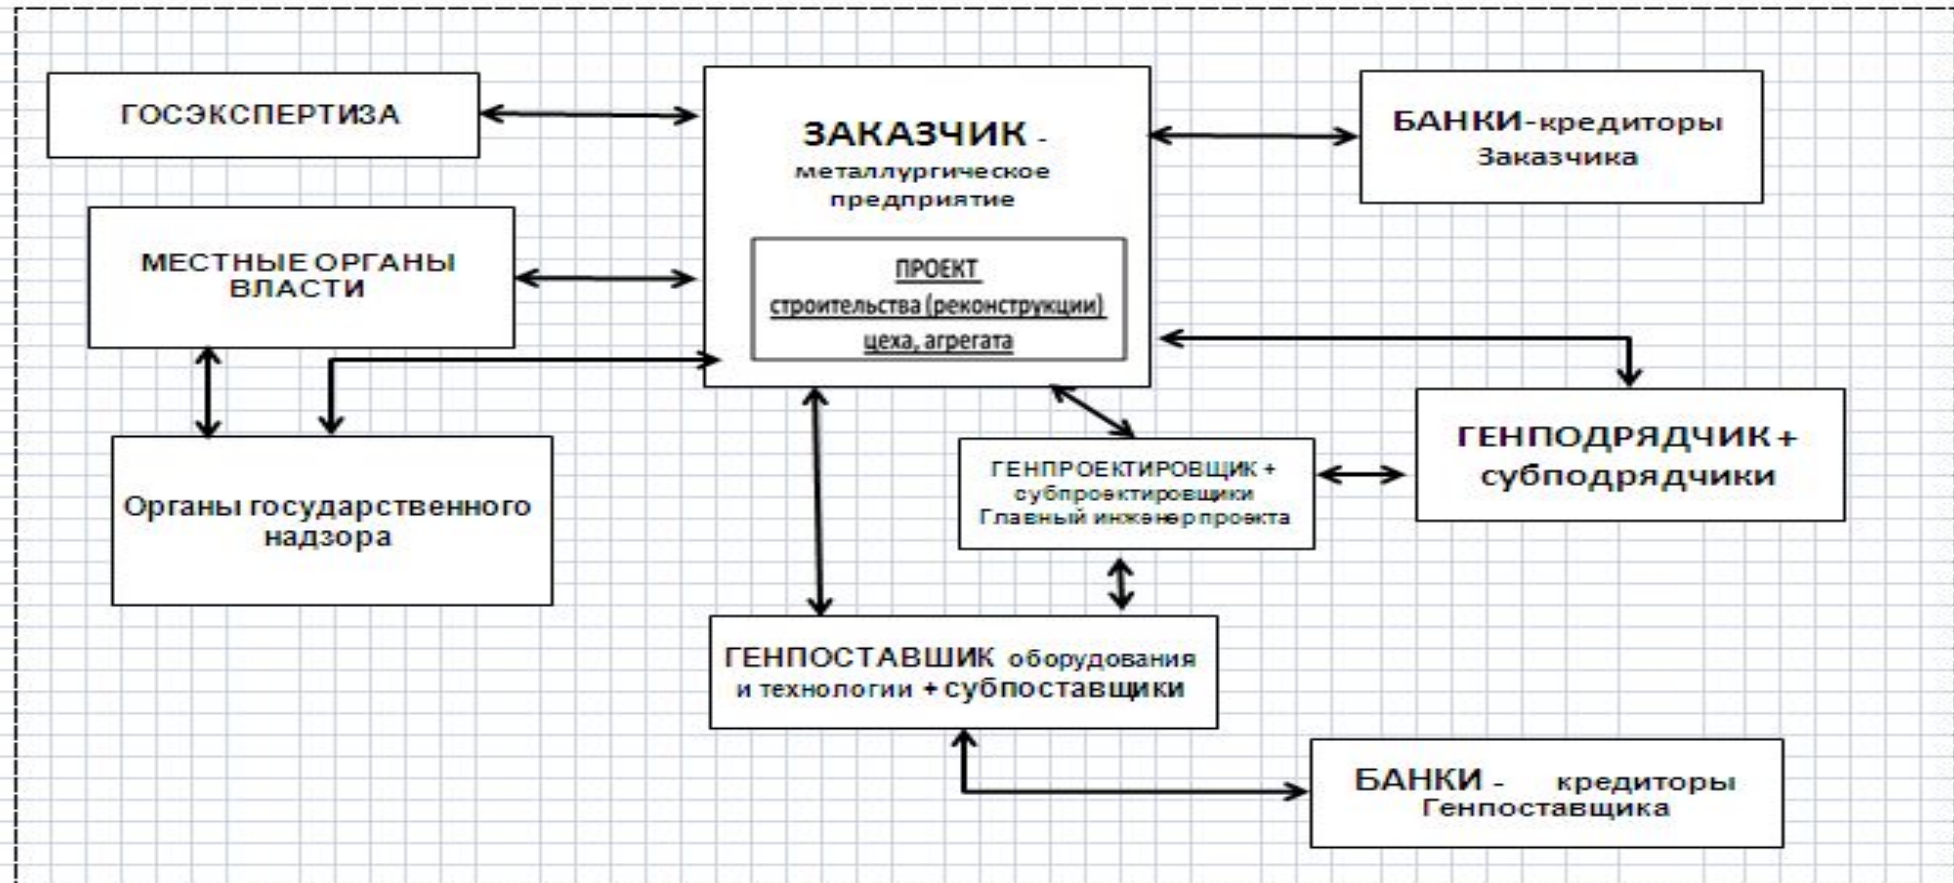 ГОСЭКСПЕРТИЗА
ЗАКАЗЧИК -
металлургическое
предприятие
ПРОЕКТ
строительства (реконструкции)
цеха, агрегата
БАНКИ-кредиторы
Заказчика
МЕСТНЫЕ ОРГАНЫ
ВЛАСТИ
Органы государственного
надзора
ГЕНПРОЕКТИРОВЩИК +
субпроектировщики
Главный инженер проекта
ГЕНПОДРЯДЧИК +
субподрядчики
ГЕНПОСТАВШИК оборудования
и технологии + субпоставщики
БАНКИ - кредиторы
Генпоставщика